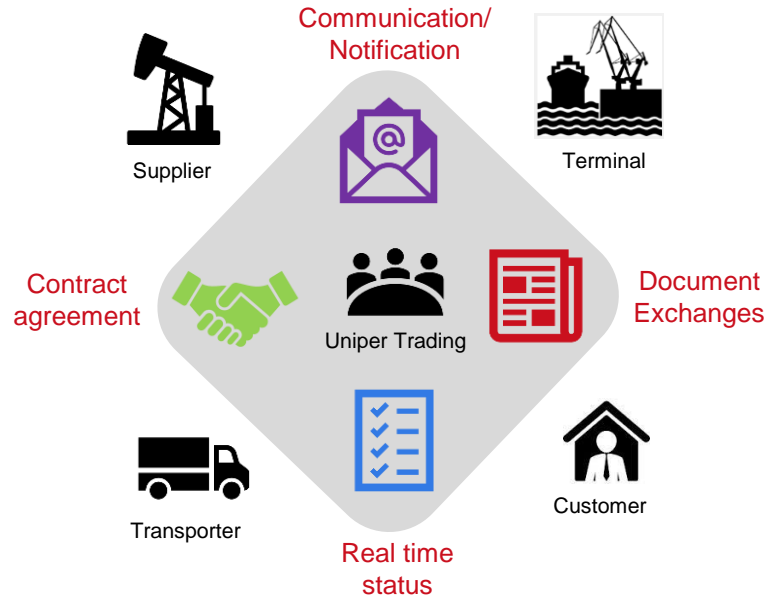 Communication/
Notification
Supplier
Terminal
@
Contract
agreement
Uniper Trading
Document
Exchanges
Transporter
Customer
Real time
status